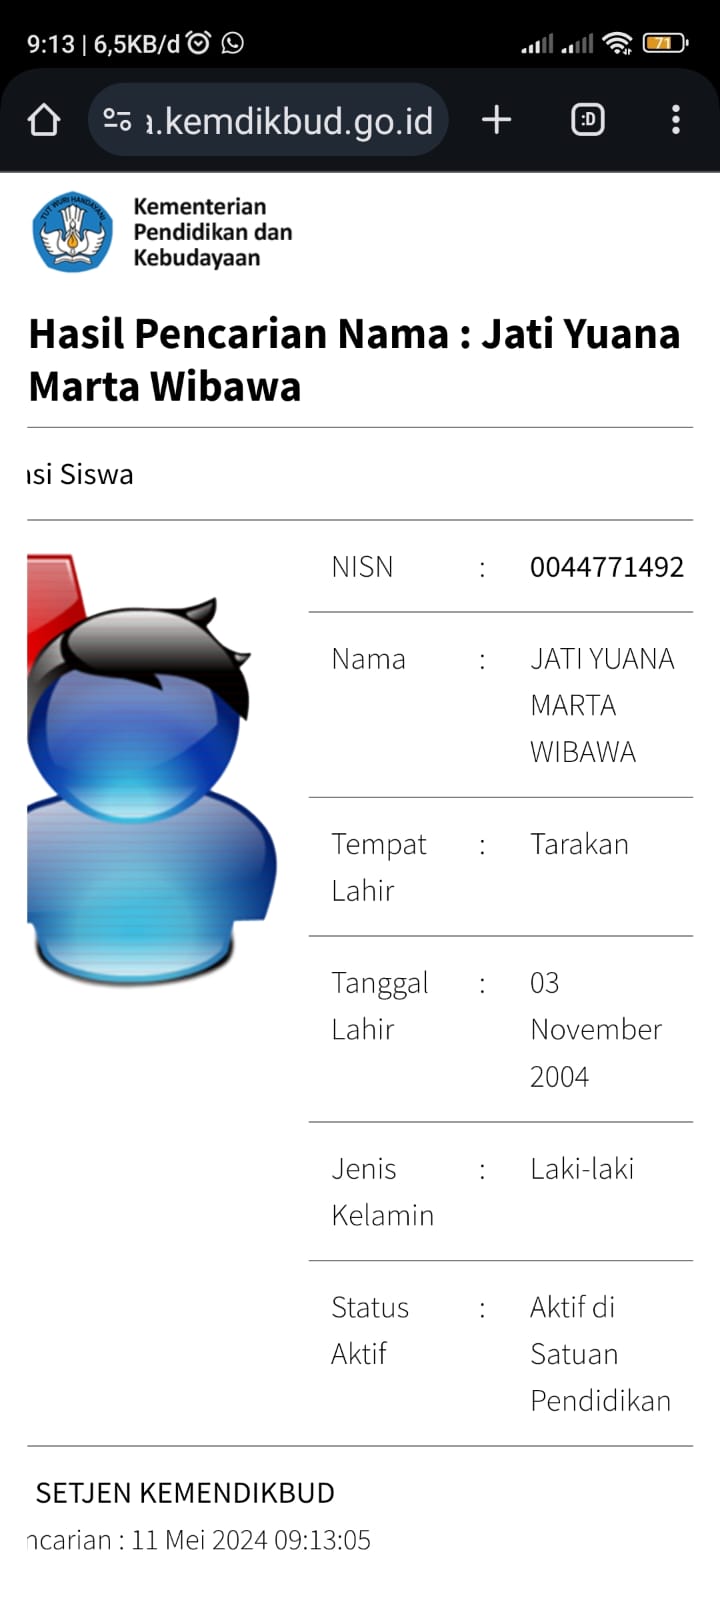 9:13 | 6,5KB/d
71
a.kemdikbud.go.id
:D
TUT WURI HANDAYANI
Kementerian
Pendidikan dan
Kebudayaan
Hasil Pencarian Nama : Jati Yuana
Marta Wibawa
asi Siswa
NISN : 0044771492
Nama : JATI YUANA
MARTA
WIBAWA
Tempat : Tarakan
Lahir
Tanggal : 03
Lahir November
2004
Jenis : Laki-laki
Kelamin
Status : Aktif di
Aktif Satuan
Pendidikan
SETJEN KEMENDIKBUD
ncarian : 11 Mei 2024 09:13:05